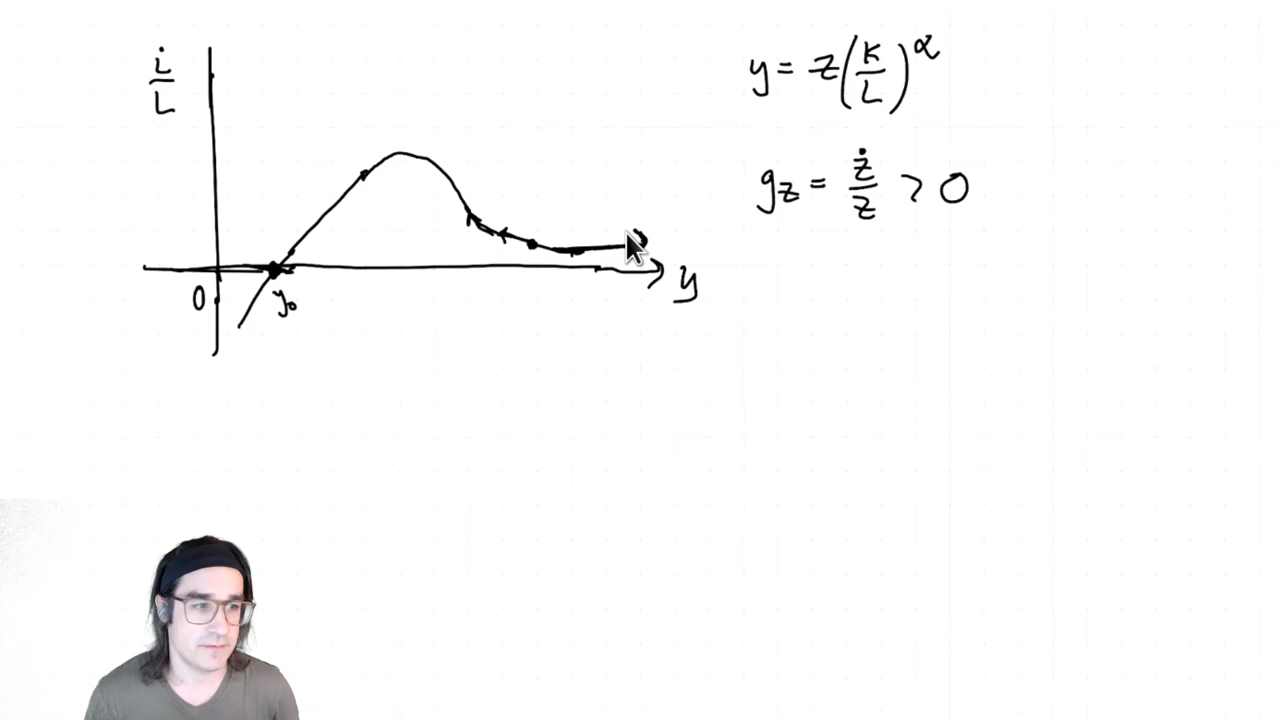 i̇/L
y = z(K/L)^α
g_z = ż/z > 0
0
y₀
y